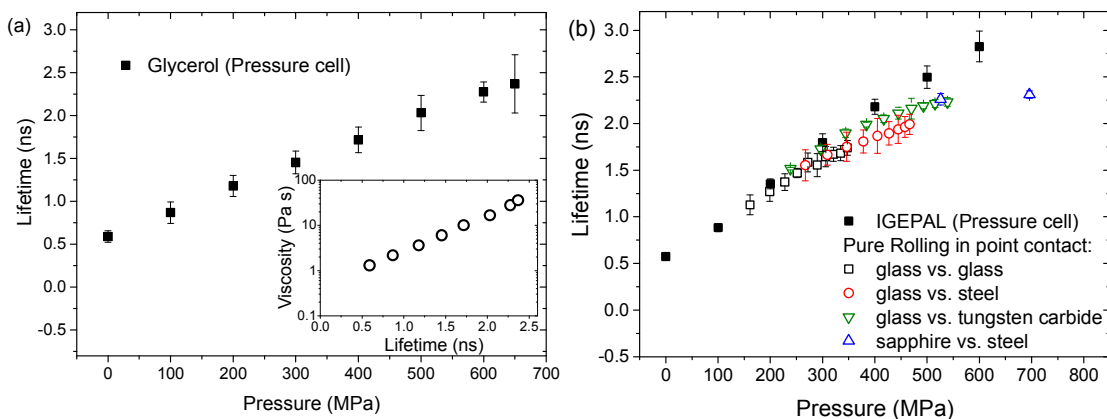 (a)
3.0
2.5
2.0
1.5
1.0
0.5
0.0
-0.5
Lifetime (ns)
Glycerol (Pressure cell)
100
10
1
0.1
Viscosity (Pa s)
0.0 0.5 1.0 1.5 2.0 2.5
Lifetime (ns)
0 100 200 300 400 500 600 700
Pressure (MPa)
(b)
3.0
2.5
2.0
1.5
1.0
0.5
0.0
-0.5
Lifetime (ns)
IGEPAL (Pressure cell)
Pure Rolling in point contact:
glass vs. glass
glass vs. steel
glass vs. tungsten carbide
sapphire vs. steel
0 100 200 300 400 500 600 700 800
Pressure (MPa)